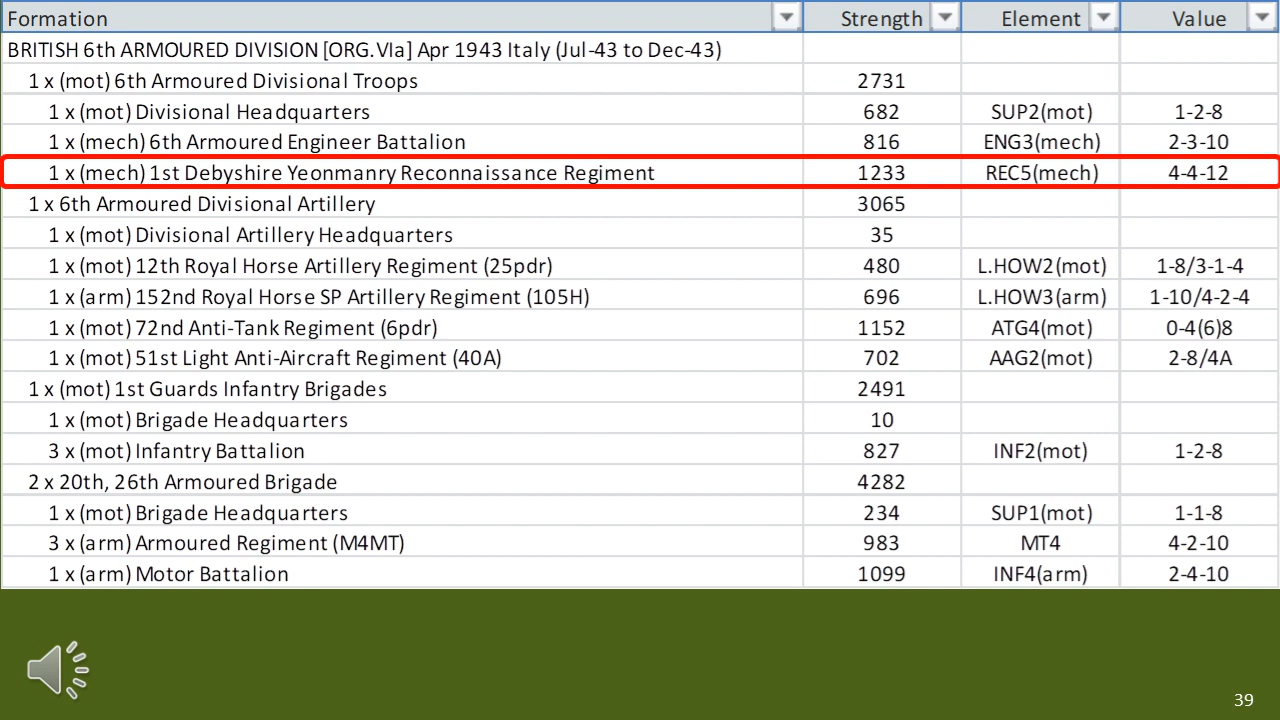 Formation Strength Element Value
BRITISH 6th ARMOURED DIVISION [ORG.VIa] Apr 1943 Italy (Jul-43 to Dec-43)
1 x (mot) 6th Armoured Divisional Troops 2731
1 x (mot) Divisional Headquarters 682 SUP2(mot) 1-2-8
1 x (mech) 6th Armoured Engineer Battalion 816 ENG3(mech) 2-3-10
1 x (mech) 1st Debyshire Yeonmanry Reconnaissance Regiment 1233 REC5(mech) 4-4-12
1 x 6th Armoured Divisional Artillery 3065
1 x (mot) Divisional Artillery Headquarters 35
1 x (mot) 12th Royal Horse Artillery Regiment (25pdr) 480 L.HOW2(mot) 1-8/3-1-4
1 x (arm) 152nd Royal Horse SP Artillery Regiment (105H) 696 L.HOW3(arm) 1-10/4-2-4
1 x (mot) 72nd Anti-Tank Regiment (6pdr) 1152 ATG4(mot) 0-4(6)8
1 x (mot) 51st Light Anti-Aircraft Regiment (40A) 702 AAG2(mot) 2-8/4A
1 x (mot) 1st Guards Infantry Brigades 2491
1 x (mot) Brigade Headquarters 10
3 x (mot) Infantry Battalion 827 INF2(mot) 1-2-8
2 x 20th, 26th Armoured Brigade 4282
1 x (mot) Brigade Headquarters 234 SUP1(mot) 1-1-8
3 x (arm) Armoured Regiment (M4MT) 983 MT4 4-2-10
1 x (arm) Motor Battalion 1099 INF4(arm) 2-4-10
39